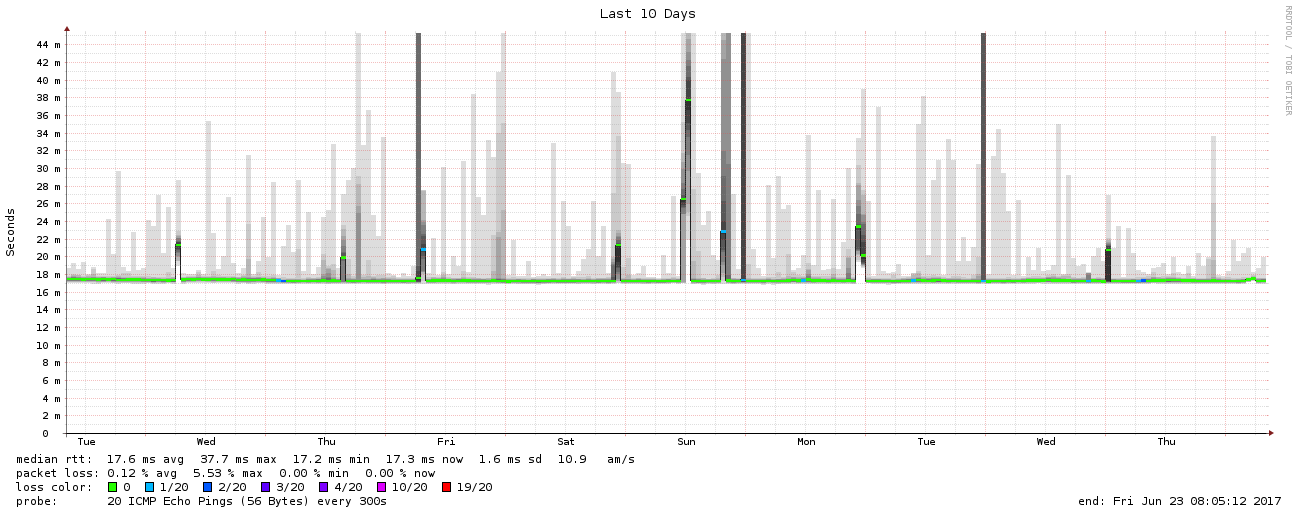 Last 10 Days
RRDTOOL / TOBI OETIKER
Seconds
44 m
42 m
40 m
38 m
36 m
34 m
32 m
30 m
28 m
26 m
24 m
22 m
20 m
18 m
16 m
14 m
12 m
10 m
8 m
6 m
4 m
2 m
0
Tue Wed Thu Fri Sat Sun Mon Tue Wed Thu
median rtt: 17.6 ms avg 37.7 ms max 17.2 ms min 17.3 ms now 1.6 ms sd 10.9 am/s
packet loss: 0.12 % avg 5.53 % max 0.00 % min 0.00 % now
loss color: 0 1/20 2/20 3/20 4/20 10/20 19/20
probe: 20 ICMP Echo Pings (56 Bytes) every 300s end: Fri Jun 23 08:05:12 2017